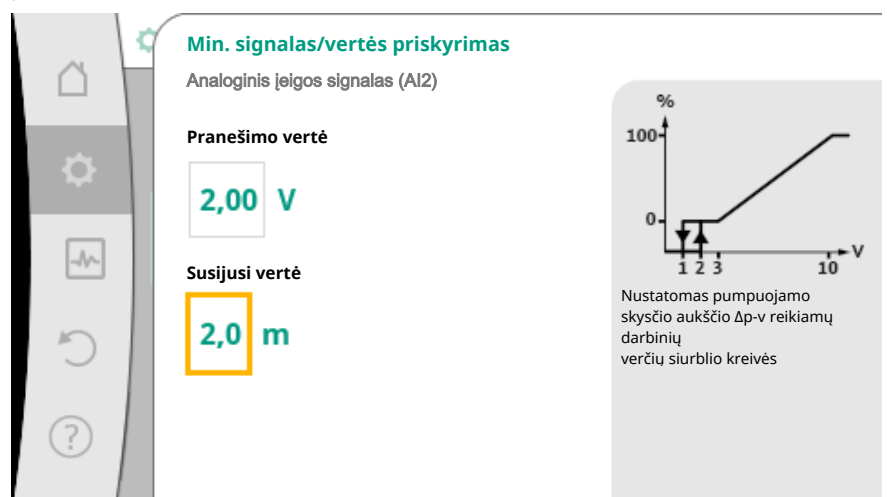 Min. signalas/vertės priskyrimas
Analoginis įeigos signalas (AI2)
Pranešimo vertė
2,00 V
Susijusi vertė
2,0 m
%
100
0
1 2 3 10 V
Nustatomas pumpuojamo
skysčio aukščio Δp-v reikiamų
darbinių
verčių siurblio kreivės
?